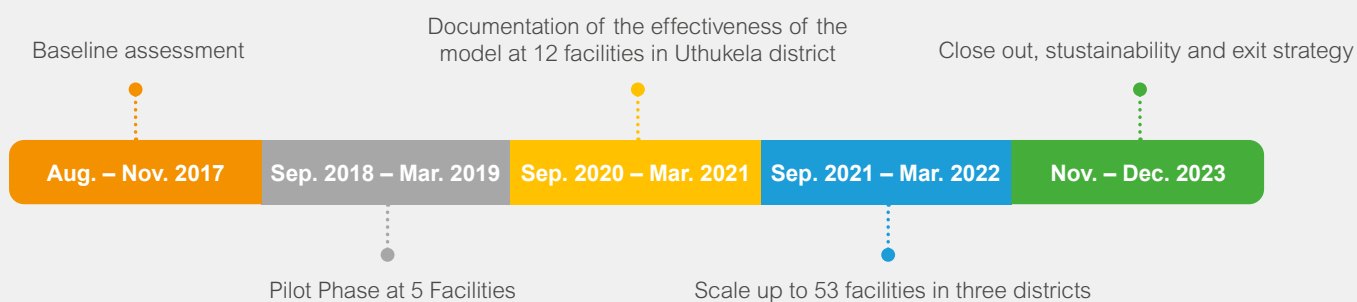 Documentation of the effectiveness of the
model at 12 facilities in Uthukela district
Baseline assessment
Close out, stustainability and exit strategy
Aug. – Nov. 2017
Sep. 2018 – Mar. 2019
Sep. 2020 – Mar. 2021
Sep. 2021 – Mar. 2022
Nov. – Dec. 2023
Pilot Phase at 5 Facilities
Scale up to 53 facilities in three districts